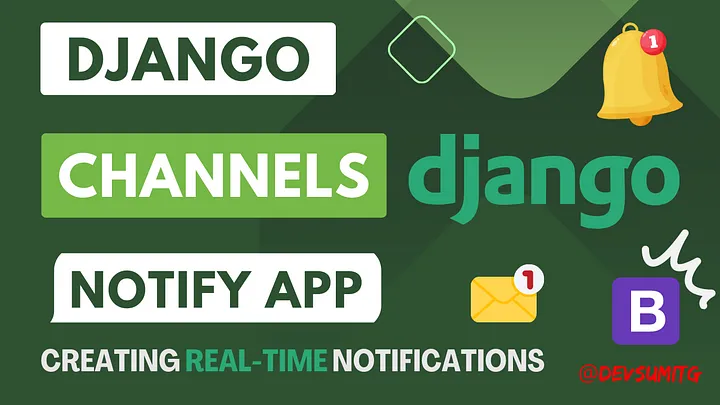 DJANGO
1
CHANNELS
django
NOTIFY APP
1
B
CREATING REAL-TIME NOTIFICATIONS
@DEVSUMITG